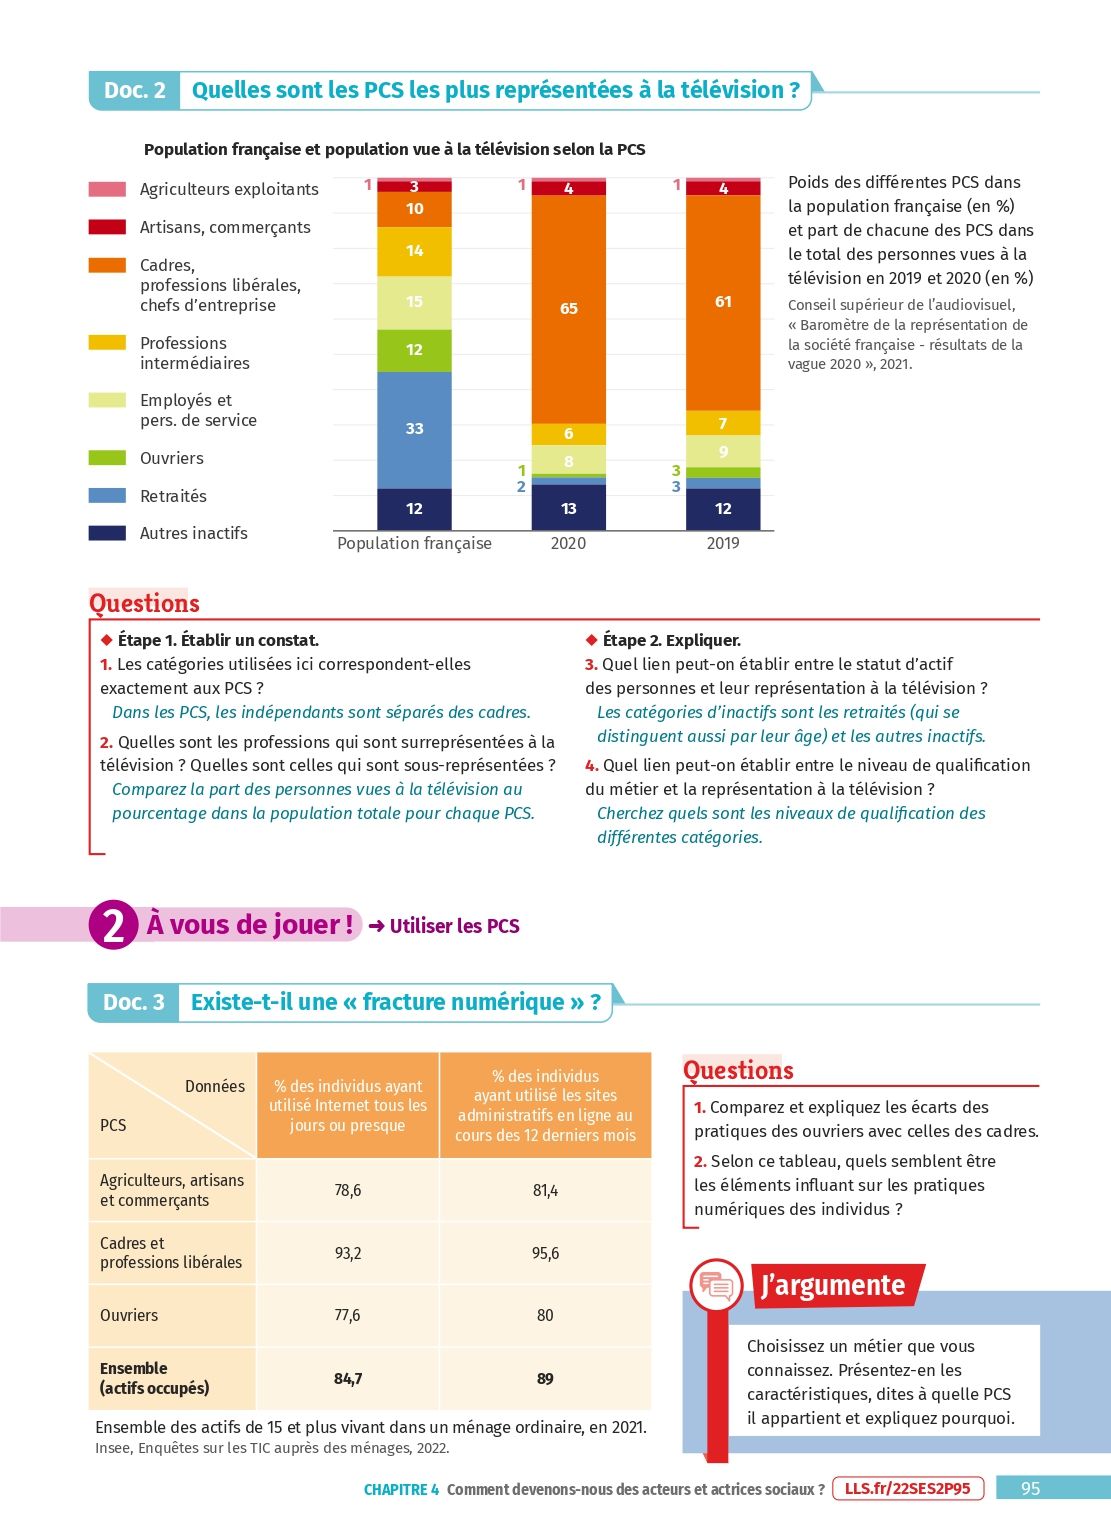 Doc. 2 Quelles sont les PCS les plus représentées à la télévision ?
Population française et population vue à la télévision selon la PCS
Agriculteurs exploitants
Artisans, commerçants
Cadres,
professions libérales,
chefs d'entreprise
Professions
intermédiaires
Employés et
pers. de service
Ouvriers
Retraités
Autres inactifs
1
3
10
14
15
12
33
12
Population française
1
4
65
6
8
1
2
13
2020
1
4
61
7
9
3
3
12
2019
Poids des différentes PCS dans
la population française (en %)
et part de chacune des PCS dans
le total des personnes vues à la
télévision en 2019 et 2020 (en %)
Conseil supérieur de l'audiovisuel,
« Baromètre de la représentation de
la société française - résultats de la
vague 2020 », 2021.
Questions
◆ Étape 1. Établir un constat.
1. Les catégories utilisées ici correspondent-elles
exactement aux PCS ?
Dans les PCS, les indépendants sont séparés des cadres.
2. Quelles sont les professions qui sont surreprésentées à la
télévision ? Quelles sont celles qui sont sous-représentées ?
Comparez la part des personnes vues à la télévision au
pourcentage dans la population totale pour chaque PCS.
◆ Étape 2. Expliquer.
3. Quel lien peut-on établir entre le statut d'actif
des personnes et leur représentation à la télévision ?
Les catégories d'inactifs sont les retraités (qui se
distinguent aussi par leur âge) et les autres inactifs.
4. Quel lien peut-on établir entre le niveau de qualification
du métier et la représentation à la télévision ?
Cherchez quels sont les niveaux de qualification des
différentes catégories.
2 À vous de jouer ! ➜ Utiliser les PCS
Doc. 3 Existe-t-il une « fracture numérique » ?
Données
PCS
% des individus ayant
utilisé Internet tous les
jours ou presque
% des individus
ayant utilisé les sites
administratifs en ligne au
cours des 12 derniers mois
Agriculteurs, artisans
et commerçants
78,6
81,4
Cadres et
professions libérales
93,2
95,6
Ouvriers
77,6
80
Ensemble
(actifs occupés)
84,7
89
Ensemble des actifs de 15 et plus vivant dans un ménage ordinaire, en 2021.
Insee, Enquêtes sur les TIC auprès des ménages, 2022.
Questions
1. Comparez et expliquez les écarts des
pratiques des ouvriers avec celles des cadres.
2. Selon ce tableau, quels semblent être
les éléments influant sur les pratiques
numériques des individus ?
J'argumente
Choisissez un métier que vous
connaissez. Présentez-en les
caractéristiques, dites à quelle PCS
il appartient et expliquez pourquoi.
CHAPITRE 4 Comment devenons-nous des acteurs et actrices sociaux ? LLS.fr/22SES2P95 95